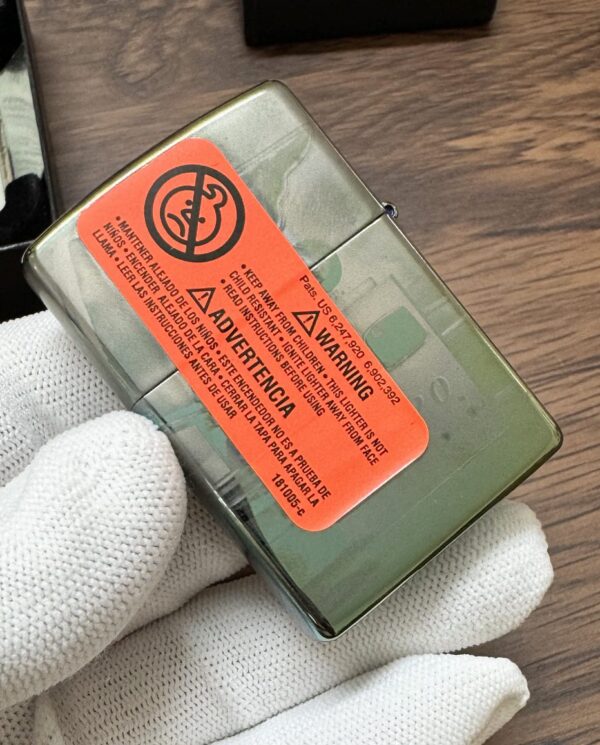 Pats. US 6,247,920 6,902,392
WARNING
• KEEP AWAY FROM CHILDREN • THIS LIGHTER IS NOT
CHILD RESISTANT • IGNITE LIGHTER AWAY FROM FACE
• READ INSTRUCTIONS BEFORE USING
ADVERTENCIA
• MANTENER ALEJADO DE LOS NIÑOS • ESTE ENCENDEDOR NO ES A PRUEBA DE
NIÑOS • ENCENDER ALEJADO DE LA CARA • CERRAR LA TAPA PARA APAGAR LA
LLAMA • LEER LAS INSTRUCCIONES ANTES DE USAR
181005-c